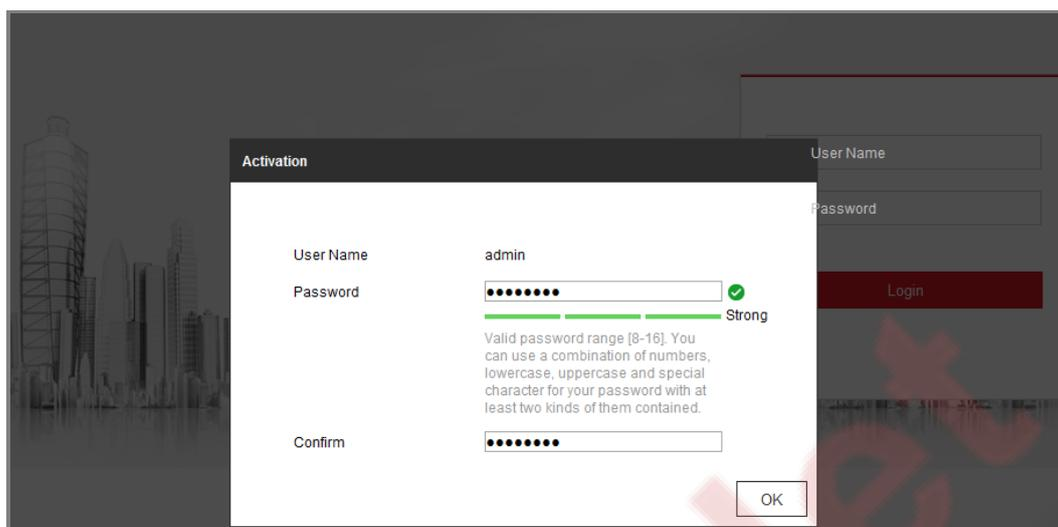 Activation
User Name
Password
Login
User Name admin
Password ••••••••
Strong
Valid password range [8-16]. You
can use a combination of numbers,
lowercase, uppercase and special
character for your password with at
least two kinds of them contained.
Confirm ••••••••
OK